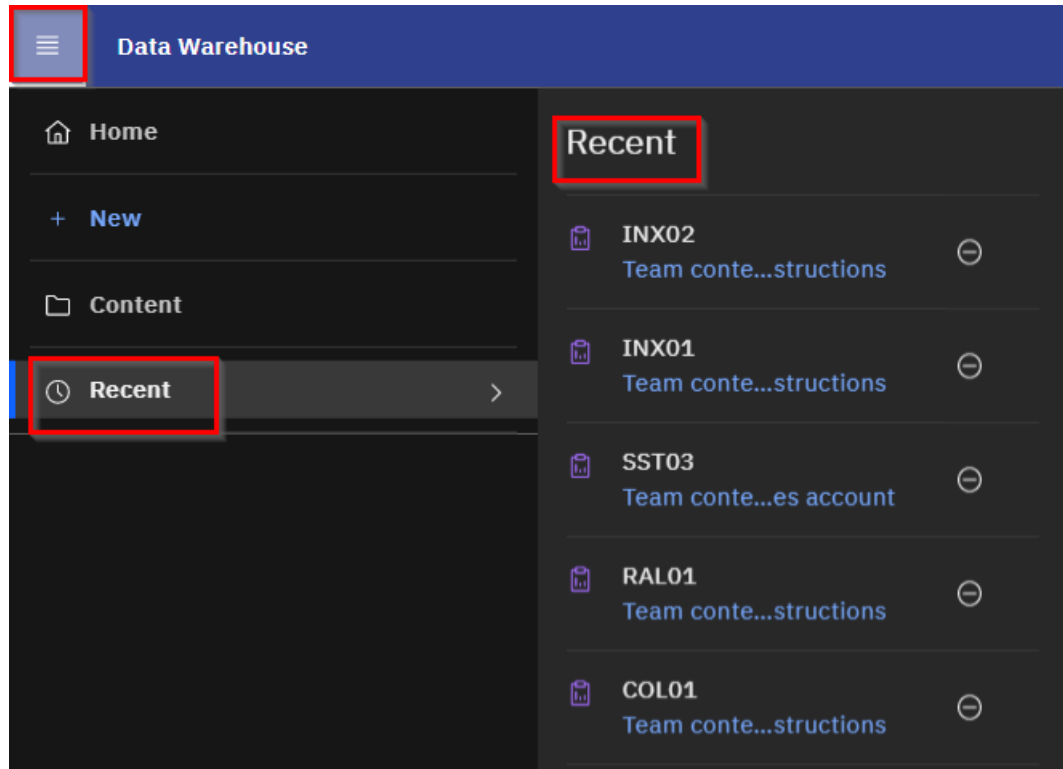 Data Warehouse
Home
+ New
Content
Recent
Recent
INX02
Team conte...structions
INX01
Team conte...structions
SST03
Team conte...es account
RAL01
Team conte...structions
COL01
Team conte...structions